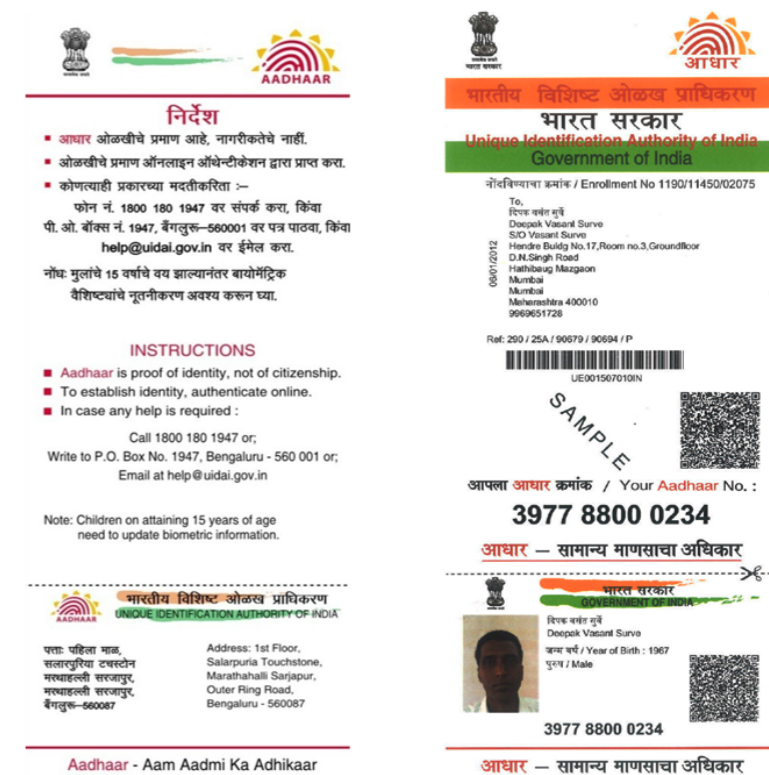 AADHAAR
निर्देश
आधार ओळखीचे प्रमाण आहे, नागरीकतेचे नाहीं.
ओळखीचे प्रमाण ऑनलाइन ऑथेन्टीकेशन द्वारा प्राप्त करा.
कोणत्याही प्रकारच्या मदतीकरिता :–
फोन नं. 1800 180 1947 वर संपर्क करा, किंवा
पी. ओ. बॉक्स नं. 1947, बैंगलुरू–560001 वर पत्र पाठवा, किंवा
help@uidai.gov.in वर ईमेल करा.
नोंधः मुलांचे 15 वर्षाचे वय झाल्यानंतर बायोमेंट्रिक
वैशिष्ट्यांचे नूतनीकरण अवश्य करून घ्या.
INSTRUCTIONS
Aadhaar is proof of identity, not of citizenship.
To establish identity, authenticate online.
In case any help is required :
Call 1800 180 1947 or;
Write to P.O. Box No. 1947, Bengaluru - 560 001 or;
Email at help@uidai.gov.in
Note: Children on attaining 15 years of age
need to update biometric information.
AADHAAR
भारतीय विशिष्ट ओळख प्राधिकरण
UNIQUE IDENTIFICATION AUTHORITY OF INDIA
पत्ताः पहिला माळ,
सलारपुरिया टचस्टोन
मरथाहल्ली सरजापुर,
मरथाहल्ली सरजापुर,
बैंगलुरू–560087
Address: 1st Floor,
Salarpuria Touchstone,
Marathahalli Sarjapur,
Outer Ring Road,
Bengaluru - 560087
Aadhaar - Aam Aadmi Ka Adhikaar
भारत सरकार
आधार
भारतीय विशिष्ट ओळख प्राधिकरण
भारत सरकार
Unique Identification Authority of India
Government of India
नोंदविण्याचा क्रमांक / Enrollment No 1190/11450/02075
To,
दिपक वसंत सुर्वे
Deepak Vasant Surve
S/O Vasant Surve
Hendre Buldg No.17,Room no.3,Groundfloor
D.N.Singh Road
Hathibaug Mazgaon
Mumbai
Mumbai
Maharashtra 400010
9969651728
06/01/2012
Ref: 290 / 25A / 90679 / 90694 / P
UE001507010IN
SAMPLE
आपला आधार क्रमांक / Your Aadhaar No. :
3977 8800 0234
आधार – सामान्य माणसाचा अधिकार
भारत सरकार
GOVERNMENT OF INDIA
दिपक वसंत सुर्वे
Deepak Vasant Surve
जन्म वर्ष / Year of Birth : 1967
पुरुष / Male
3977 8800 0234
आधार – सामान्य माणसाचा अधिकार